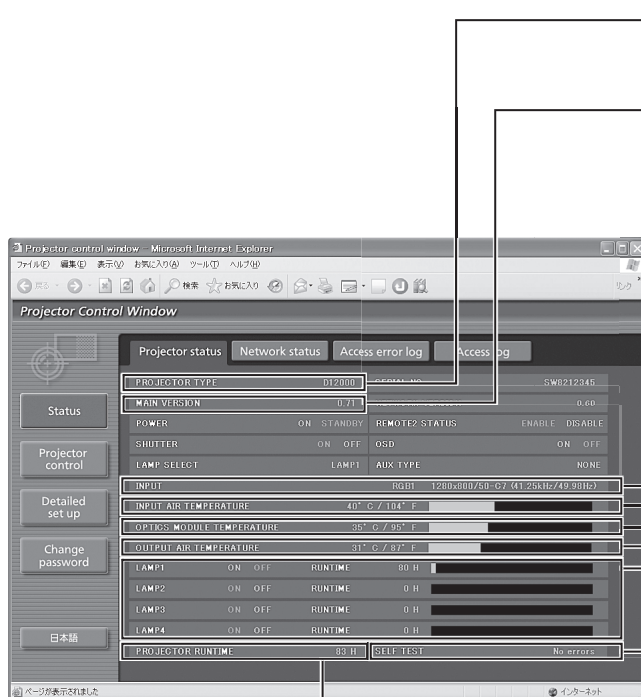 Projector control window - Microsoft Internet Explorer
ファイル(F) 編集(E) 表示(V) お気に入り(A) ツール(T) ヘルプ(H)
戻る 検索 お気に入り リンク
Projector Control Window
Projector status Network status Access error log Access log
Status
Projector control
Detailed set up
Change password
日本語
PROJECTOR TYPE D12000 SERIAL NO SW8212345
MAIN VERSION 0.71 0.60
POWER ON STANDBY REMOTE2 STATUS ENABLE DISABLE
SHUTTER ON OFF OSD ON OFF
LAMP SELECT LAMP1 AUX TYPE NONE
INPUT RGB1 1280x800/50-C7 (41.25kHz/49.98Hz)
INPUT AIR TEMPERATURE 40° C / 104° F
OPTICS MODULE TEMPERATURE 35° C / 95° F
OUTPUT AIR TEMPERATURE 31° C / 87° F
LAMP1 ON OFF RUNTIME 80 H
LAMP2 ON OFF RUNTIME 0 H
LAMP3 ON OFF RUNTIME 0 H
LAMP4 ON OFF RUNTIME 0 H
PROJECTOR RUNTIME 83 H SELF TEST No errors
ページが表示されました インターネット